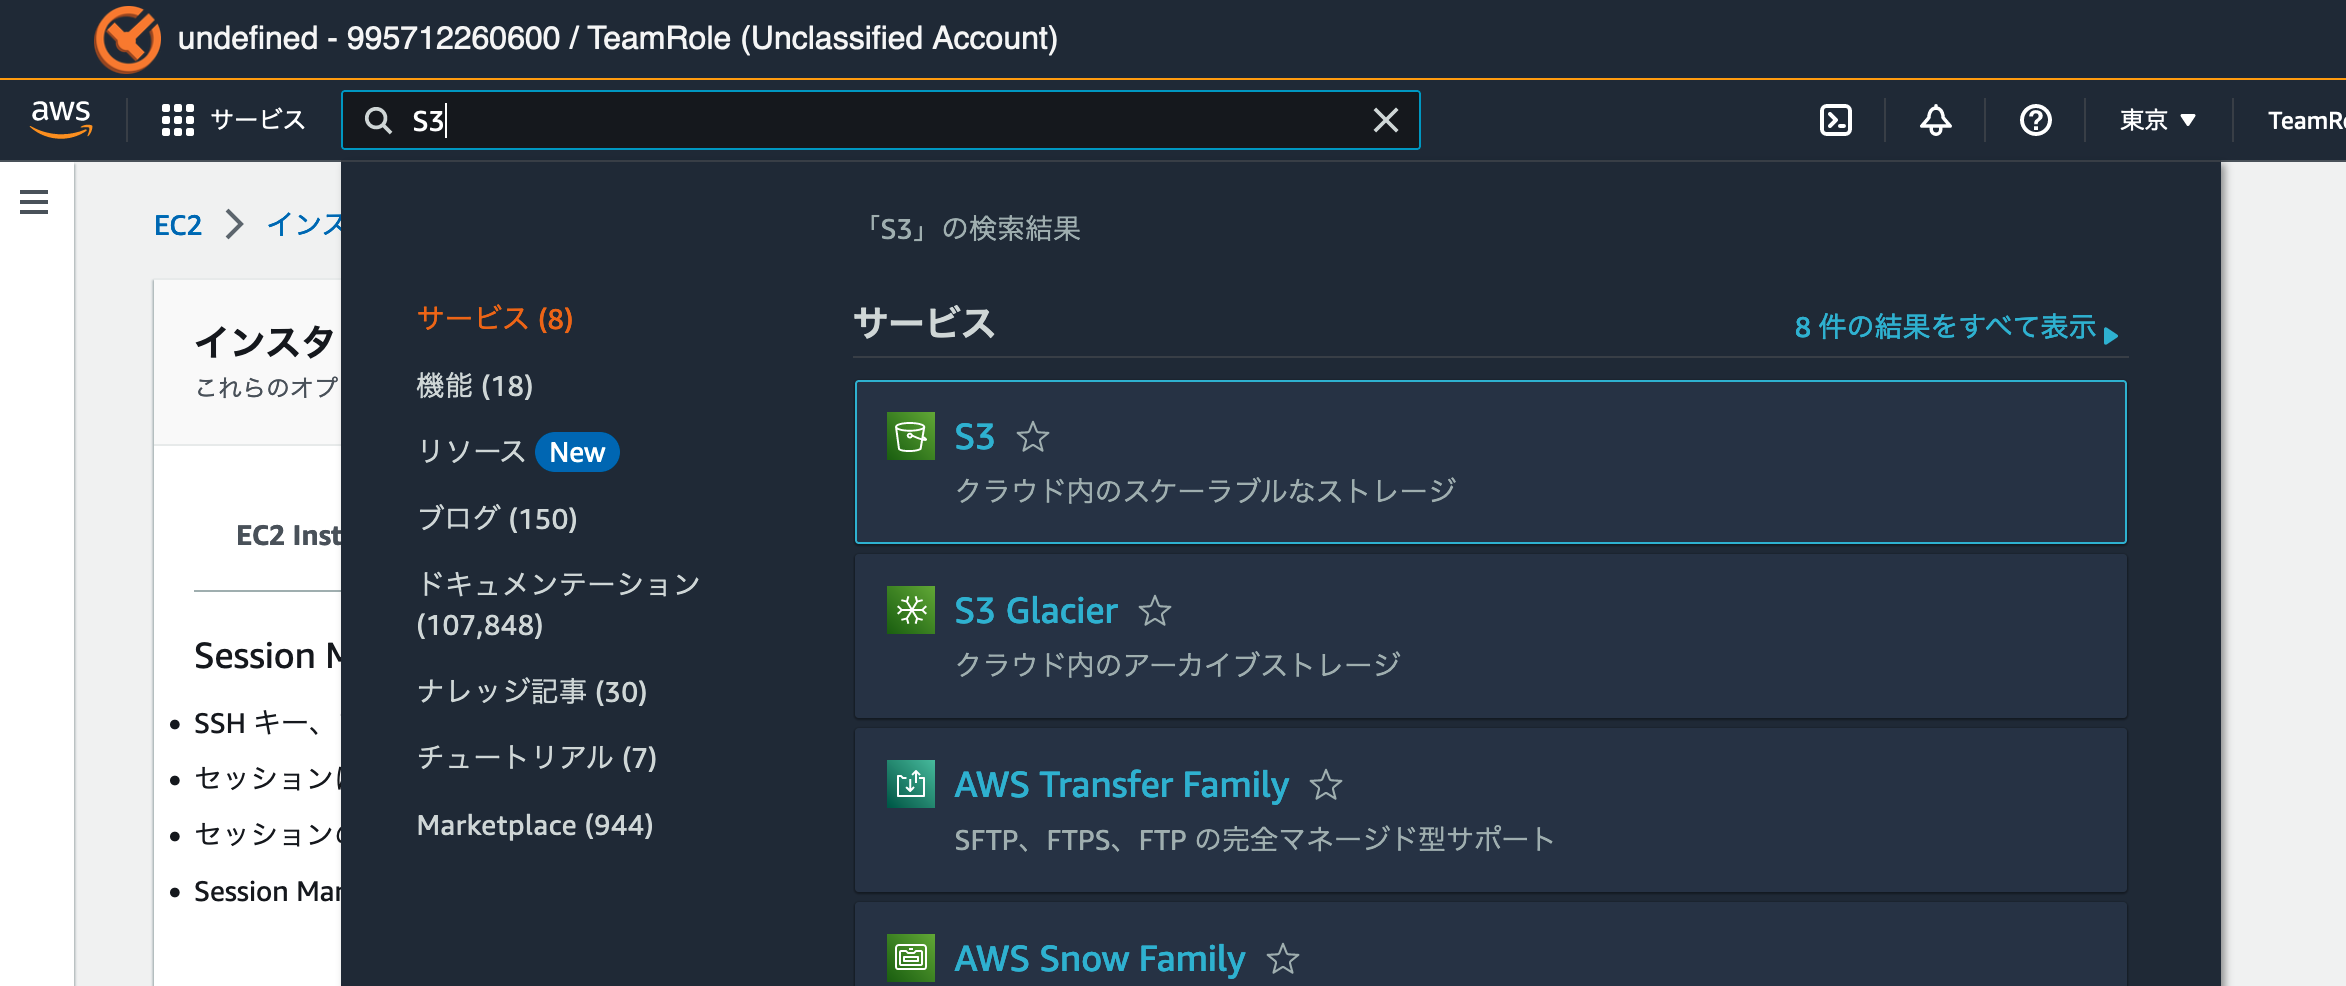 undefined - 995712260600 / TeamRole (Unclassified Account)
aws
サービス
S3
東京
TeamRo
EC2
インス
インスタ
これらのオプ
EC2 Inst
Session M
SSH キー、
セッション
セッションの
Session Man
「S3」の検索結果
サービス (8)
機能 (18)
リソース New
ブログ (150)
ドキュメンテーション
(107,848)
ナレッジ記事 (30)
チュートリアル (7)
Marketplace (944)
サービス
8 件の結果をすべて表示
S3
クラウド内のスケーラブルなストレージ
S3 Glacier
クラウド内のアーカイブストレージ
AWS Transfer Family
SFTP、FTPS、FTP の完全マネージド型サポート
AWS Snow Family